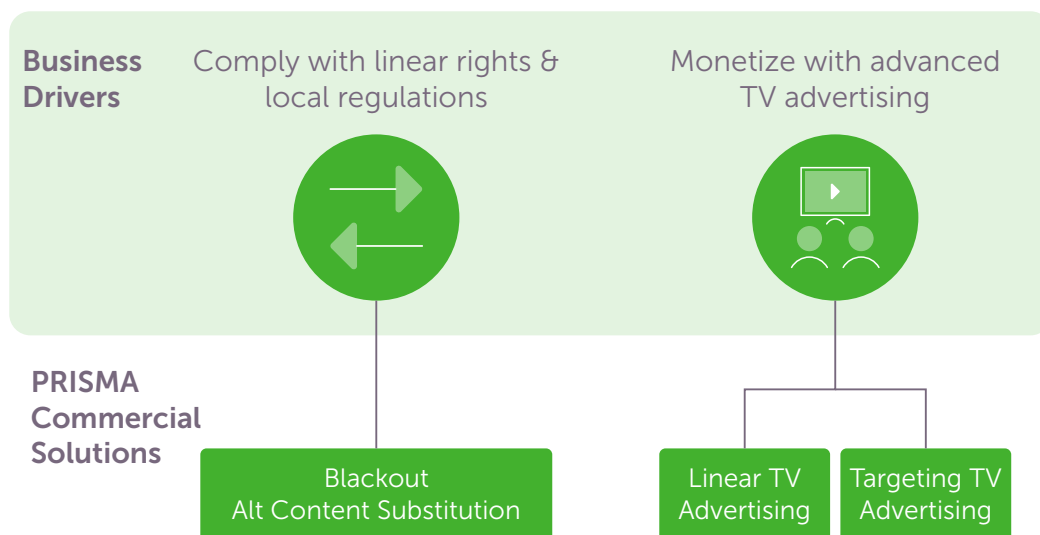 Business
Drivers
Comply with linear rights &
local regulations
Monetize with advanced
TV advertising
PRISMA
Commercial
Solutions
Blackout
Alt Content Substitution
Linear TV
Advertising
Targeting TV
Advertising